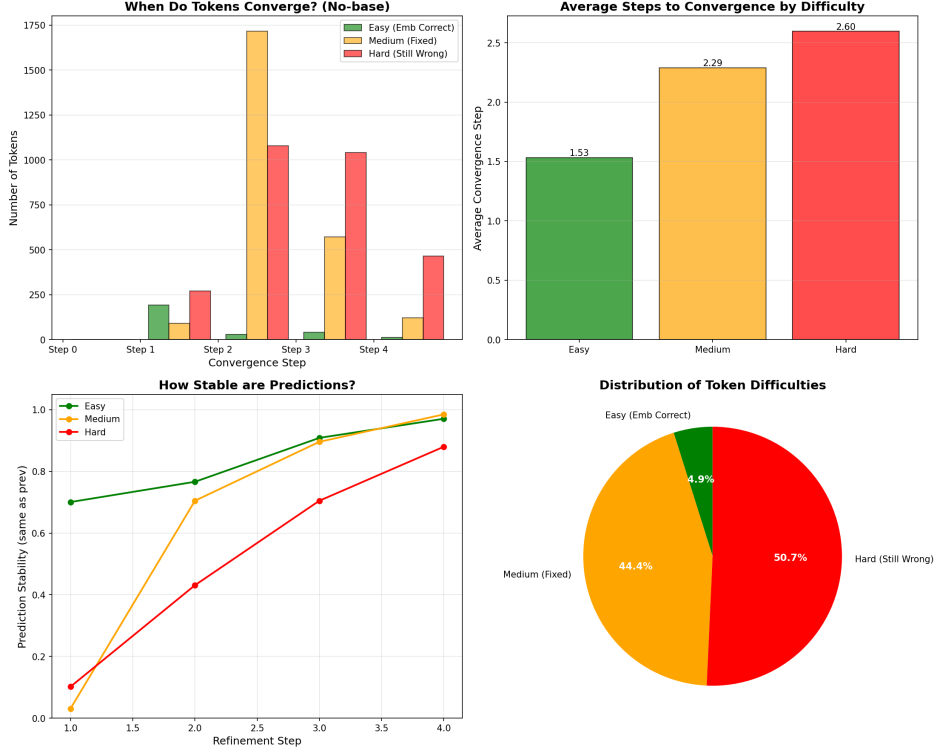 When Do Tokens Converge? (No-base)
Number of Tokens
1750
1500
1250
1000
750
500
250
0
Easy (Emb Correct)
Medium (Fixed)
Hard (Still Wrong)
Step 0
Step 1
Step 2
Step 3
Step 4
Convergence Step
Average Steps to Convergence by Difficulty
Average Convergence Step
2.5
2.0
1.5
1.0
0.5
0.0
1.53
2.29
2.60
Easy
Medium
Hard
How Stable are Predictions?
Prediction Stability (same as prev)
1.0
0.8
0.6
0.4
0.2
0.0
Easy
Medium
Hard
1.0
1.5
2.0
2.5
3.0
3.5
4.0
Refinement Step
Distribution of Token Difficulties
Easy (Emb Correct)
4.9%
Medium (Fixed)
44.4%
50.7%
Hard (Still Wrong)